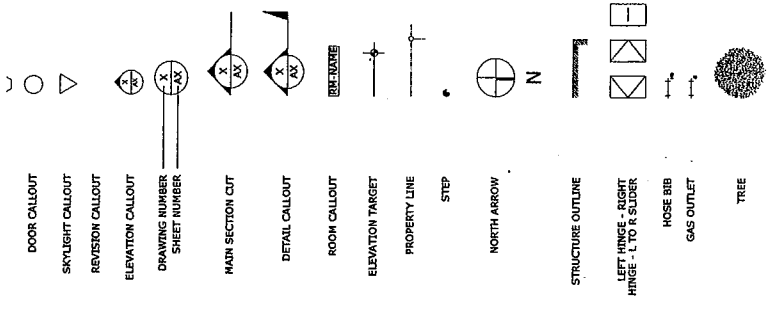 DOOR CALLOUT
SKYLIGHT CALLOUT
REVISION CALLOUT
ELEVATION CALLOUT
X
AX
DRAWING NUMBER
SHEET NUMBER
X
AX
MAIN SECTION CUT
X
AX
DETAIL CALLOUT
X
AX
ROOM CALLOUT
RM-NAME
ELEVATION TARGET
PROPERTY LINE
STEP
NORTH ARROW
N
STRUCTURE OUTLINE
LEFT HINGE - RIGHT
HINGE - L TO R SLIDER
HOSE BIB
GAS OUTLET
TREE